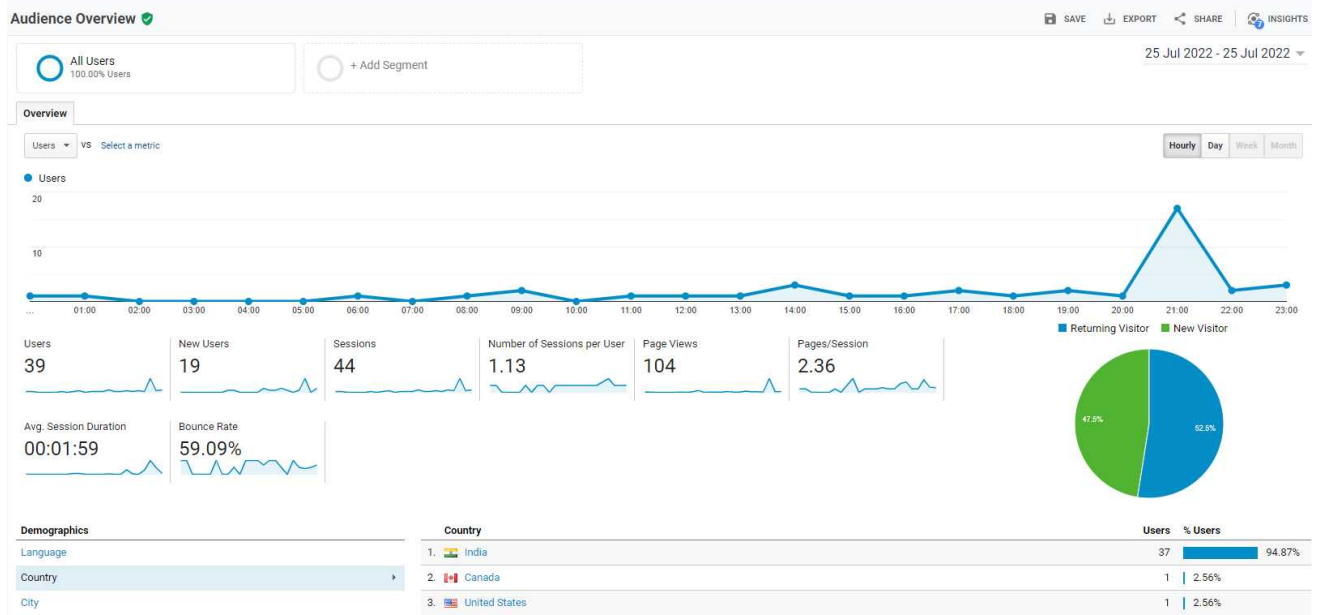 Audience Overview
SAVE EXPORT SHARE 7 INSIGHTS
All Users
100.00% Users
+ Add Segment
25 Jul 2022 - 25 Jul 2022
Overview
Users VS Select a metric
Hourly Day Week Month
Users
20
10
... 01:00 02:00 03:00 04:00 05:00 06:00 07:00 08:00 09:00 10:00 11:00 12:00 13:00 14:00 15:00 16:00 17:00 18:00 19:00 20:00 21:00 22:00 23:00
Returning Visitor New Visitor
Users New Users Sessions Number of Sessions per User Page Views Pages/Session
39 19 44 1.13 104 2.36
47.5% 52.5%
Avg. Session Duration Bounce Rate
00:01:59 59.09%
Demographics Country Users % Users
Language 1. India 37 94.87%
Country 2. Canada 1 2.56%
City 3. United States 1 2.56%